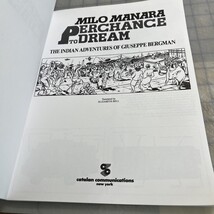 MILO MANARA
PERCHANCE
TO DREAM
THE INDIAN ADVENTURES OF GIUSEPPE BERGMAN
catalan communications
new york